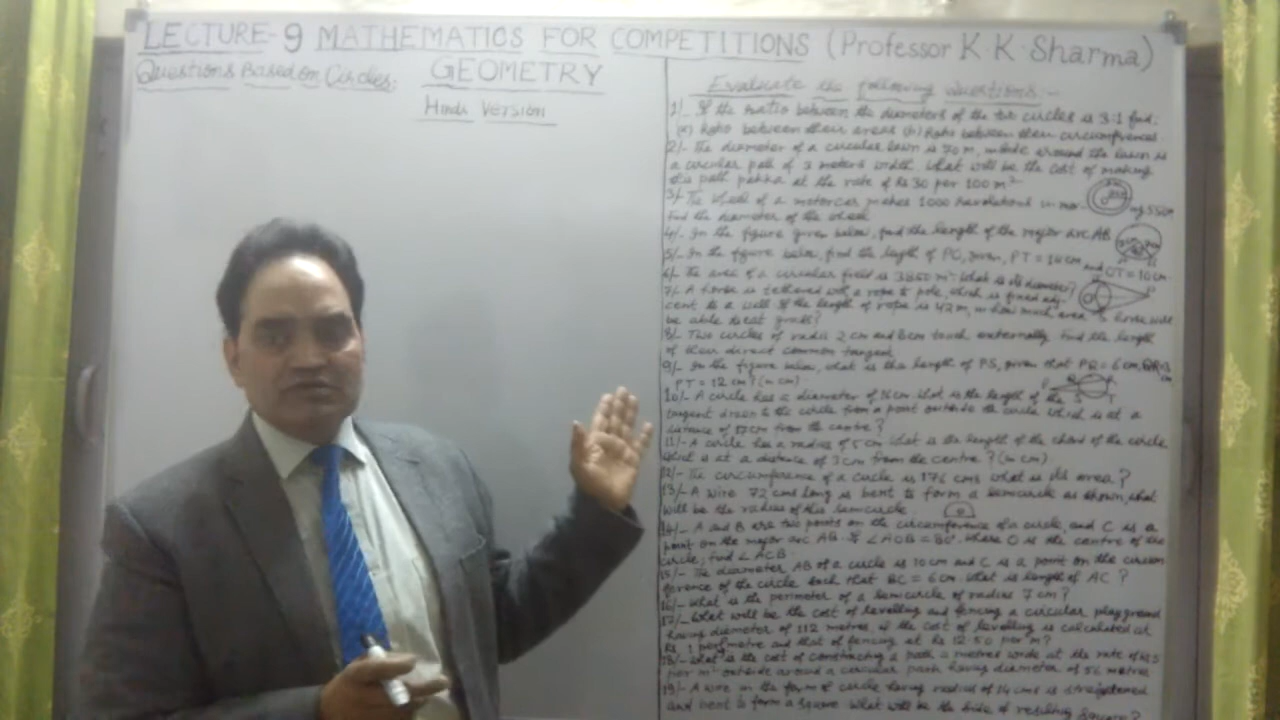 LECTURE-9 MATHEMATICS FOR COMPETITIONS (Professor K.K.Sharma)
Questions Based on Circles:
GEOMETRY
Hindi Version
Evaluate the following questions:-
1/- If the ratio between the diameters of the two circles is 3:1 find:
(a) Ratio between their areas (b) Ratio between their circumferences.
2/- The diameter of a circular lawn is 70 m, outside around the lawn is
a circular path of 3 meters width. What will be the cost of making
this path pakka at the rate of Rs 30 per 100 m²
3/- The wheel of a motorcar makes 1000 revolutions in
Find the diameter of the wheel
4/- In the figure given below, find the length of the major arc AB
5/- In the figure below, find the length of PC, given, PT = and OT = 10 cm.
6/- The area of a circular field is 3850 m². What is its diameter?
7/- A horse is tethered with a rope to pole, which is fixed adj-
cent to a wall. If the length of rope is 42 m, in how much area horse will
be able to eat grass?
8/- Two circles of radii 2 cm and 8 cm touch externally. Find the length
of their direct common tangent.
9/- In the figure below, what is the length of PS, given that PQ = 6 cm,
PT = 12 cm? (in cm)
10/- A circle has a diameter of 16 cm. What is the length of the
tangent drawn to the circle from a point outside the circle which is at a
distance of 17 cm from the centre?
11/- A circle has a radius of 5 cm. What is the length of the chord of the circle
which is at a distance of 3 cm from the centre? (in cm)
12/- The circumference of a circle is 176 cms. What is its area?
13/- A wire 72 cms long is bent to form a semicircle as shown, what
will be the radius of this semicircle.
14/- A and B are two points on the circumference of a circle, and C is a
point on the major arc AB. If ∠AOB = 80°, where O is the centre of the
circle; find ∠ACB.
15/- The diameter AB of a circle is 10 cm and C is a point on the circum
ference of the circle such that BC = 6 cm. What is length of AC?
16/- What is the perimeter of a semicircle of radius 7 cm?
17/- What will be the cost of levelling and fencing a circular playground
having diameter of 112 metres, if the cost of levelling is calculated at
Rs 1 per metre and that of fencing at Rs 12.50 per m?
18/- What is the cost of constructing a path metres wide at the rate of Rs
per m² outside around a circular park having diameter of 56 metres
19/- A wire in the form of circle having radius of 14 cms is straightened
and bent to form a square. What will be the side of resulting square?